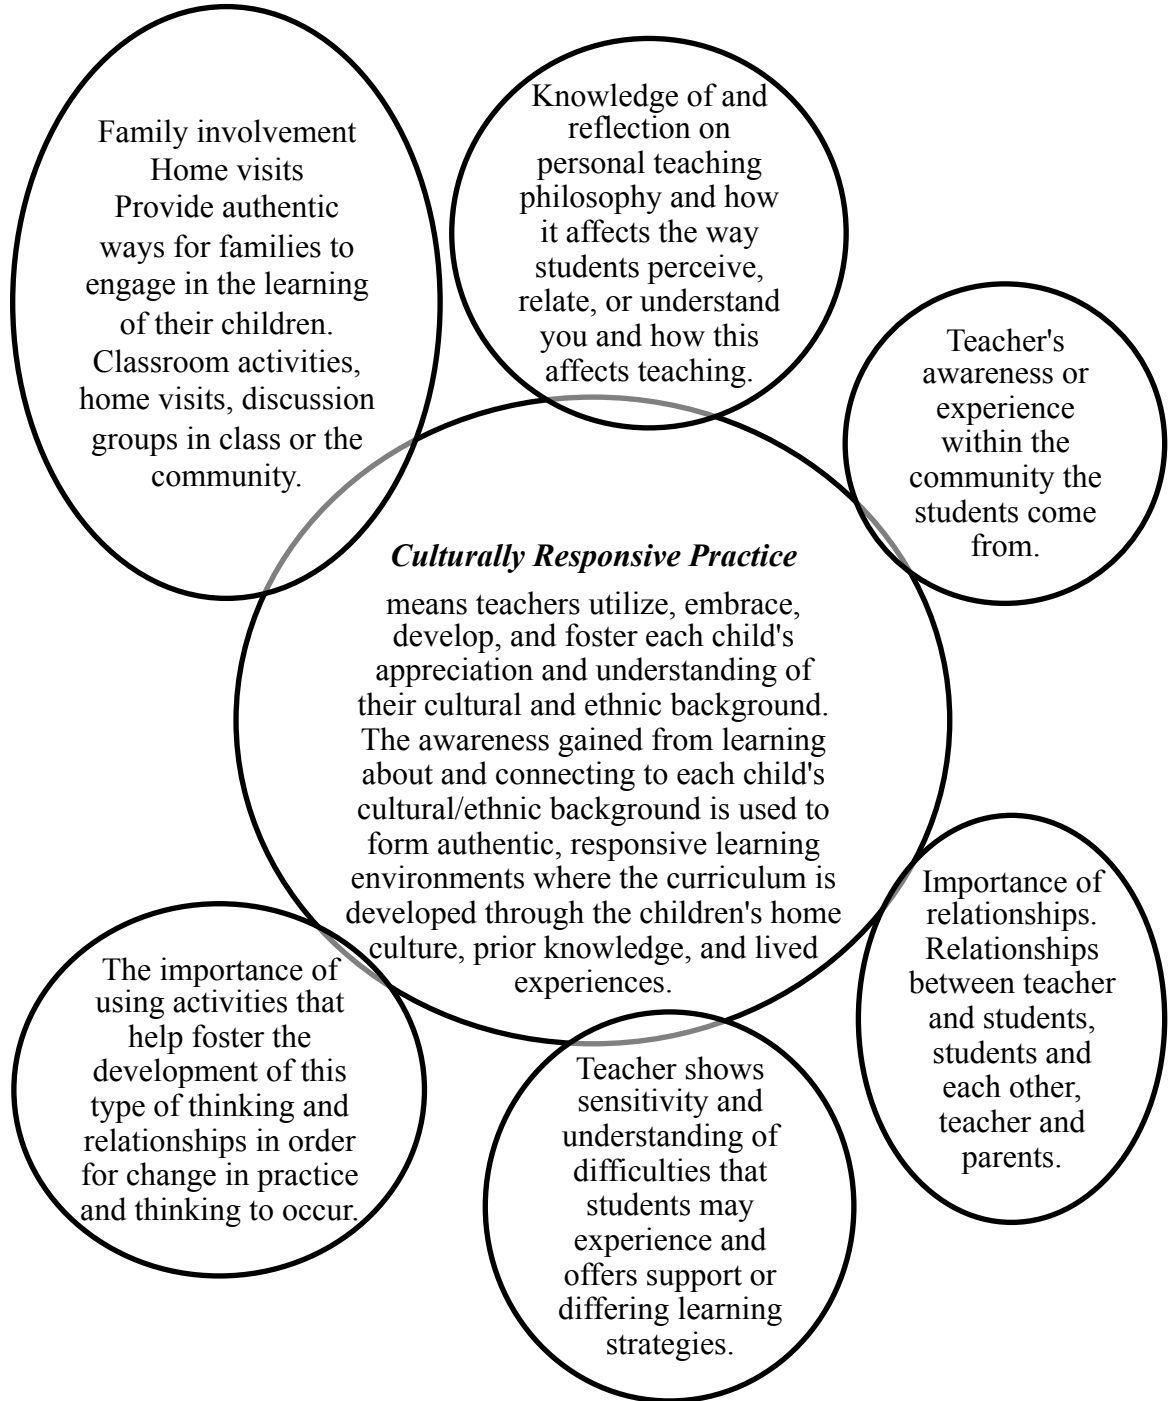 Family involvement
Home visits
Provide authentic
ways for families to
engage in the learning
of their children.
Classroom activities,
home visits, discussion
groups in class or the
community.
Knowledge of and
reflection on
personal teaching
philosophy and how
it affects the way
students perceive,
relate, or understand
you and how this
affects teaching.
Teacher's
awareness or
experience
within the
community the
students come
from.
Culturally Responsive Practice
means teachers utilize, embrace,
develop, and foster each child's
appreciation and understanding of
their cultural and ethnic background.
The awareness gained from learning
about and connecting to each child's
cultural/ethnic background is used to
form authentic, responsive learning
environments where the curriculum is
developed through the children's home
culture, prior knowledge, and lived
experiences.
Importance of
relationships.
Relationships
between teacher
and students,
students and
each other,
teacher and
parents.
The importance of
using activities that
help foster the
development of this
type of thinking and
relationships in order
for change in practice
and thinking to occur.
Teacher shows
sensitivity and
understanding of
difficulties that
students may
experience and
offers support or
differing learning
strategies.